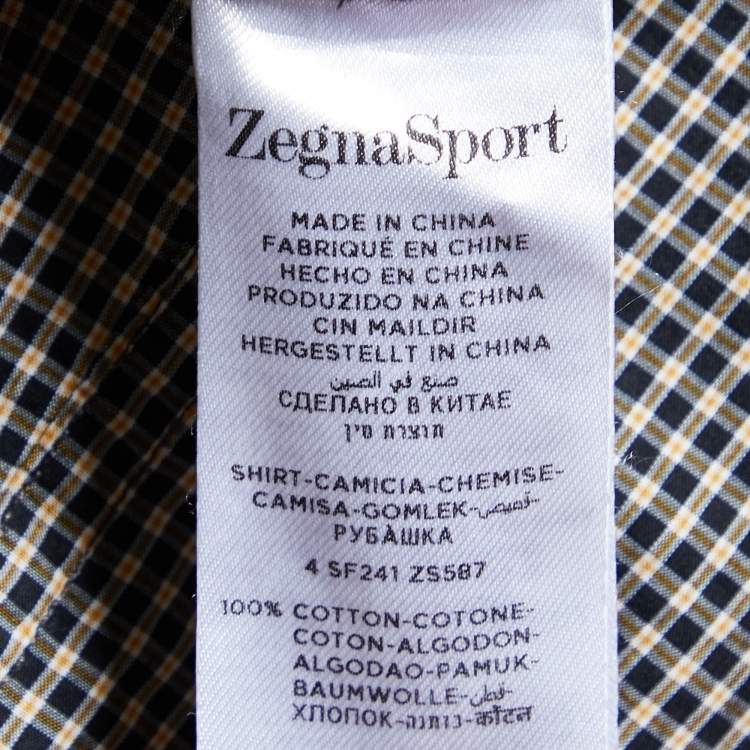 ZegnaSport
MADE IN CHINA
FABRIQUÉ EN CHINE
HECHO EN CHINA
PRODUZIDO NA CHINA
CIN MAILDIR
HERGESTELLT IN CHINA
صنع في الصين
СДЕЛАНО В КИТАЕ
תוצרת סין
SHIRT-CAMICIA-CHEMISE-
CAMISA-GOMLEK-قميص-
РУБАШКА
4 SF241 ZS587
100% COTTON-COTONE-
COTON-ALGODON-
ALGODAO-PAMUK-
BAUMWOLLE-قطن-
ХЛОПОК-כותנה-कॉटन